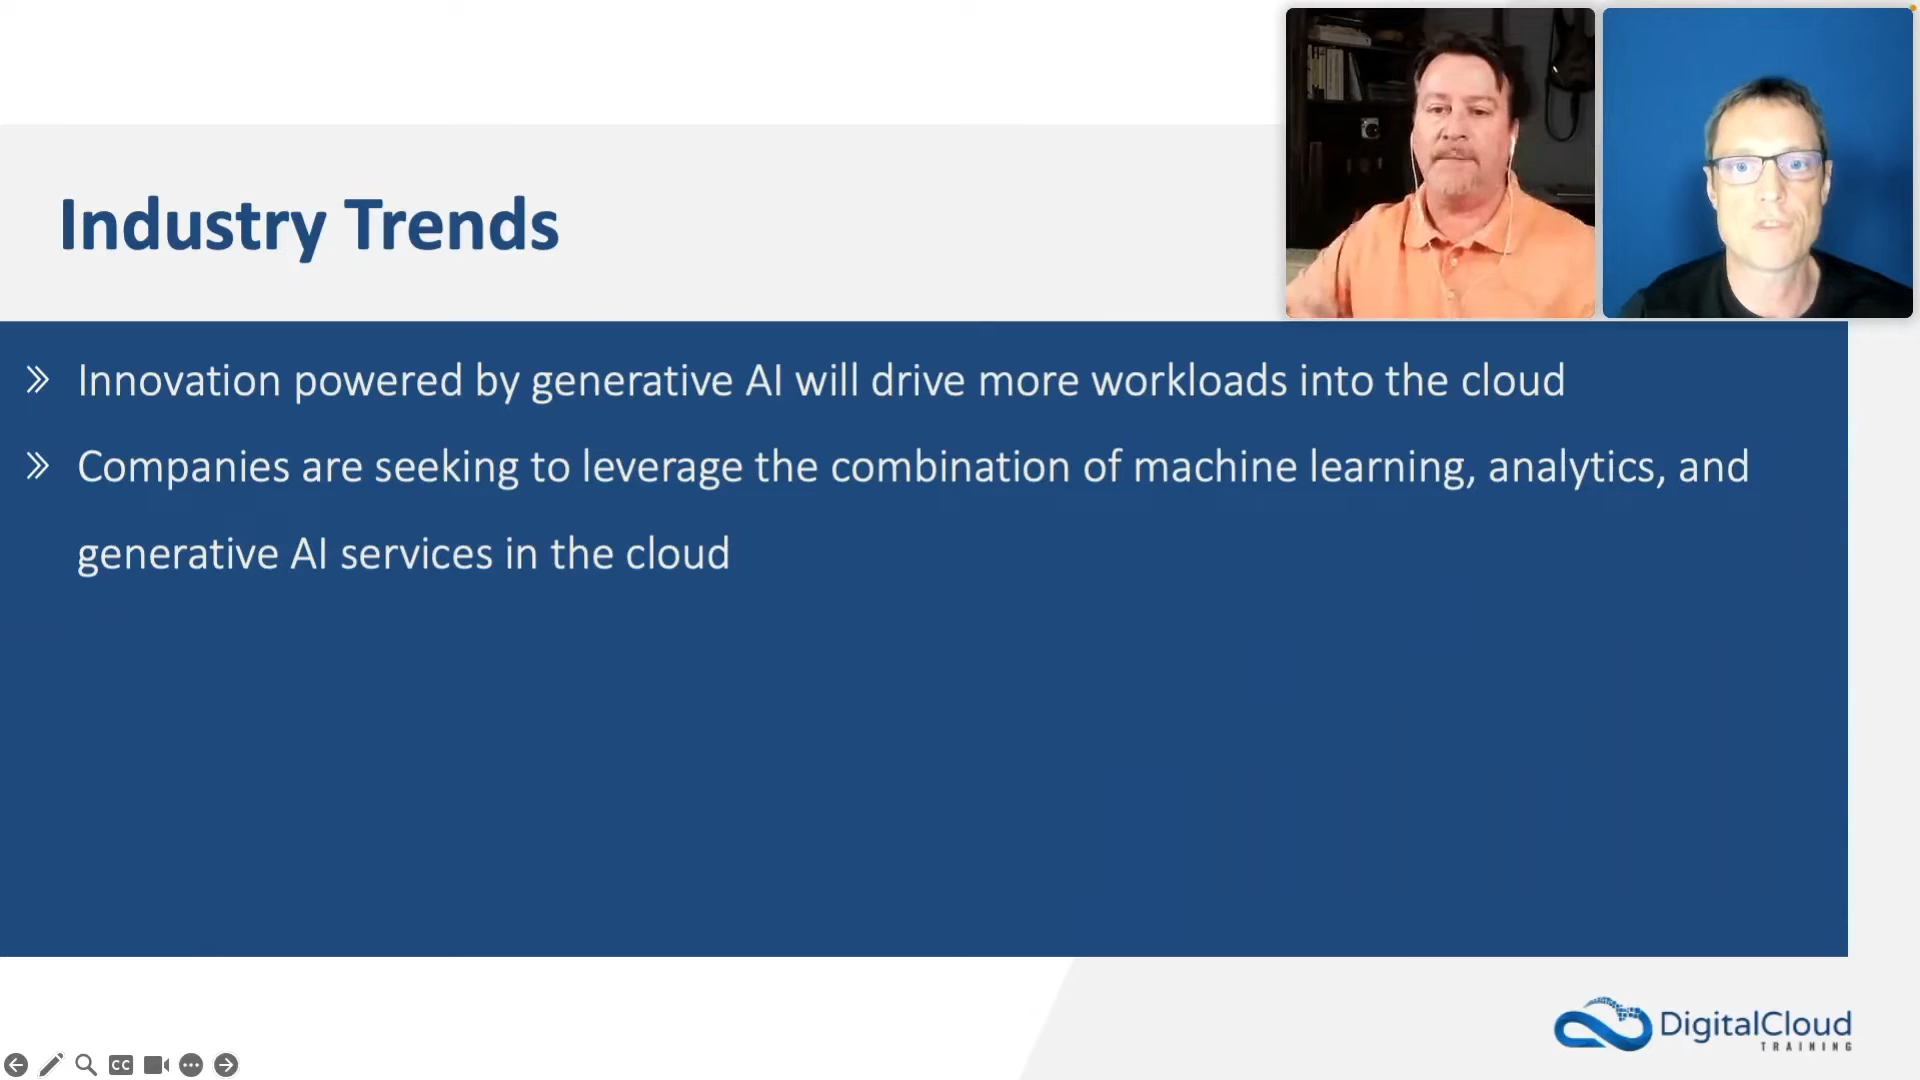 Industry Trends
Innovation powered by generative AI will drive more workloads into the cloud
Companies are seeking to leverage the combination of machine learning, analytics, and
generative AI services in the cloud
DigitalCloud
TRAINING
CC